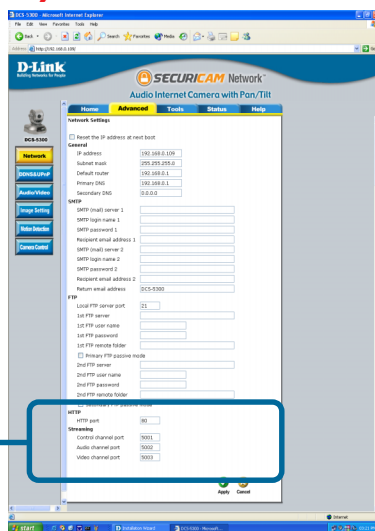 DCS-5300 - Microsoft Internet Explorer
File Edit View Favorites Tools Help
Back Search Favorites Media
Address http://192.168.0.109/
D-Link
Building Networks for People
SECURICAM Network™
Audio Internet Camera with Pan/Tilt
Home Advanced Tools Status Help
DCS-5300
Network
DDNS&UPnP
Audio/Video
Image Setting
Motion Detection
Camera Control
Network Settings
Reset the IP address at next boot
General
IP address 192.168.0.109
Subnet mask 255.255.255.0
Default router 192.168.0.1
Primary DNS 192.168.0.1
Secondary DNS 0.0.0.0
SMTP
SMTP (mail) server 1
SMTP login name 1
SMTP password 1
Recipient email address 1
SMTP (mail) server 2
SMTP login name 2
SMTP password 2
Recipient email address 2
Return email address DCS-5300
FTP
Local FTP server port 21
1st FTP server
1st FTP user name
1st FTP password
1st FTP remote folder
Primary FTP passive mode
2nd FTP server
2nd FTP user name
2nd FTP password
2nd FTP remote folder
Secondary FTP passive mode
HTTP
HTTP port 80
Streaming
Control channel port 5001
Audio channel port 5002
Video channel port 5003
Apply Cancel
Internet
start DCS-5300 - Microsoft...